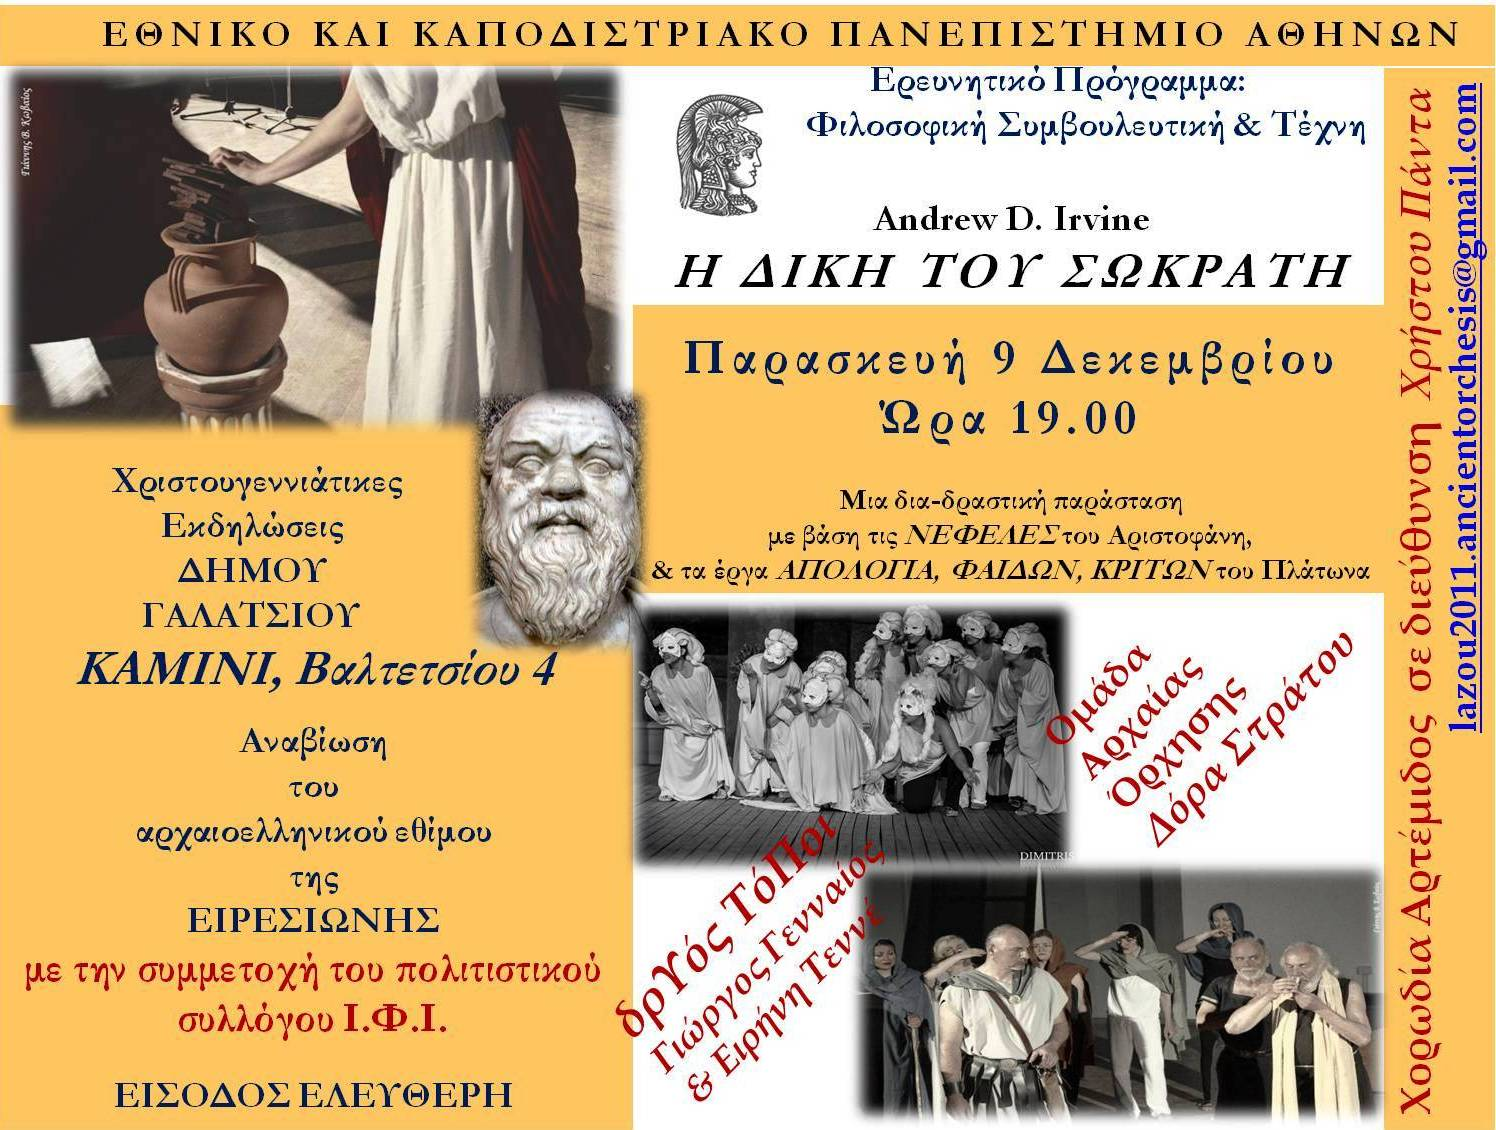 ΕΘΝΙΚΟ ΚΑΙ ΚΑΠΟΔΙΣΤΡΙΑΚΟ ΠΑΝΕΠΙΣΤΗΜΙΟ ΑΘΗΝΩΝ
Γιάννης Β. Κωβαίος
Ερευνητικό Πρόγραμμα:
Φιλοσοφική Συμβουλευτική & Τέχνη
Andrew D. Irvine
Η ΔΙΚΗ ΤΟΥ ΣΩΚΡΑΤΗ
Παρασκευή 9 Δεκεμβρίου
Ώρα 19.00
Μια δια-δραστική παράσταση
με βάση τις ΝΕΦΕΛΕΣ του Αριστοφάνη,
& τα έργα ΑΠΟΛΟΓΙΑ, ΦΑΙΔΩΝ, ΚΡΙΤΩΝ του Πλάτωνα
Χριστουγεννιάτικες
Εκδηλώσεις
ΔΗΜΟΥ
ΓΑΛΑΤΣΙΟΥ
ΚΑΜΙΝΙ, Βαλτετσίου 4
Αναβίωση
του
αρχαιοελληνικού εθίμου
της
ΕΙΡΕΣΙΩΝΗΣ
με την συμμετοχή του πολιτιστικού
συλλόγου Ι.Φ.Ι.
ΕΙΣΟΔΟΣ ΕΛΕΥΘΕΡΗ
Ομάδα
Αρχαίας
Όρχησης
Δόρα Στράτου
DIMITRIS
δρΥός ΤόΠοι
Γιώργος Γενναίος
& Ειρήνη Τεννέ
Χορωδία Αρτέμιδος σε διεύθυνση Χρήστου Πάντα
lazou2011.ancientorchesis@gmail.com